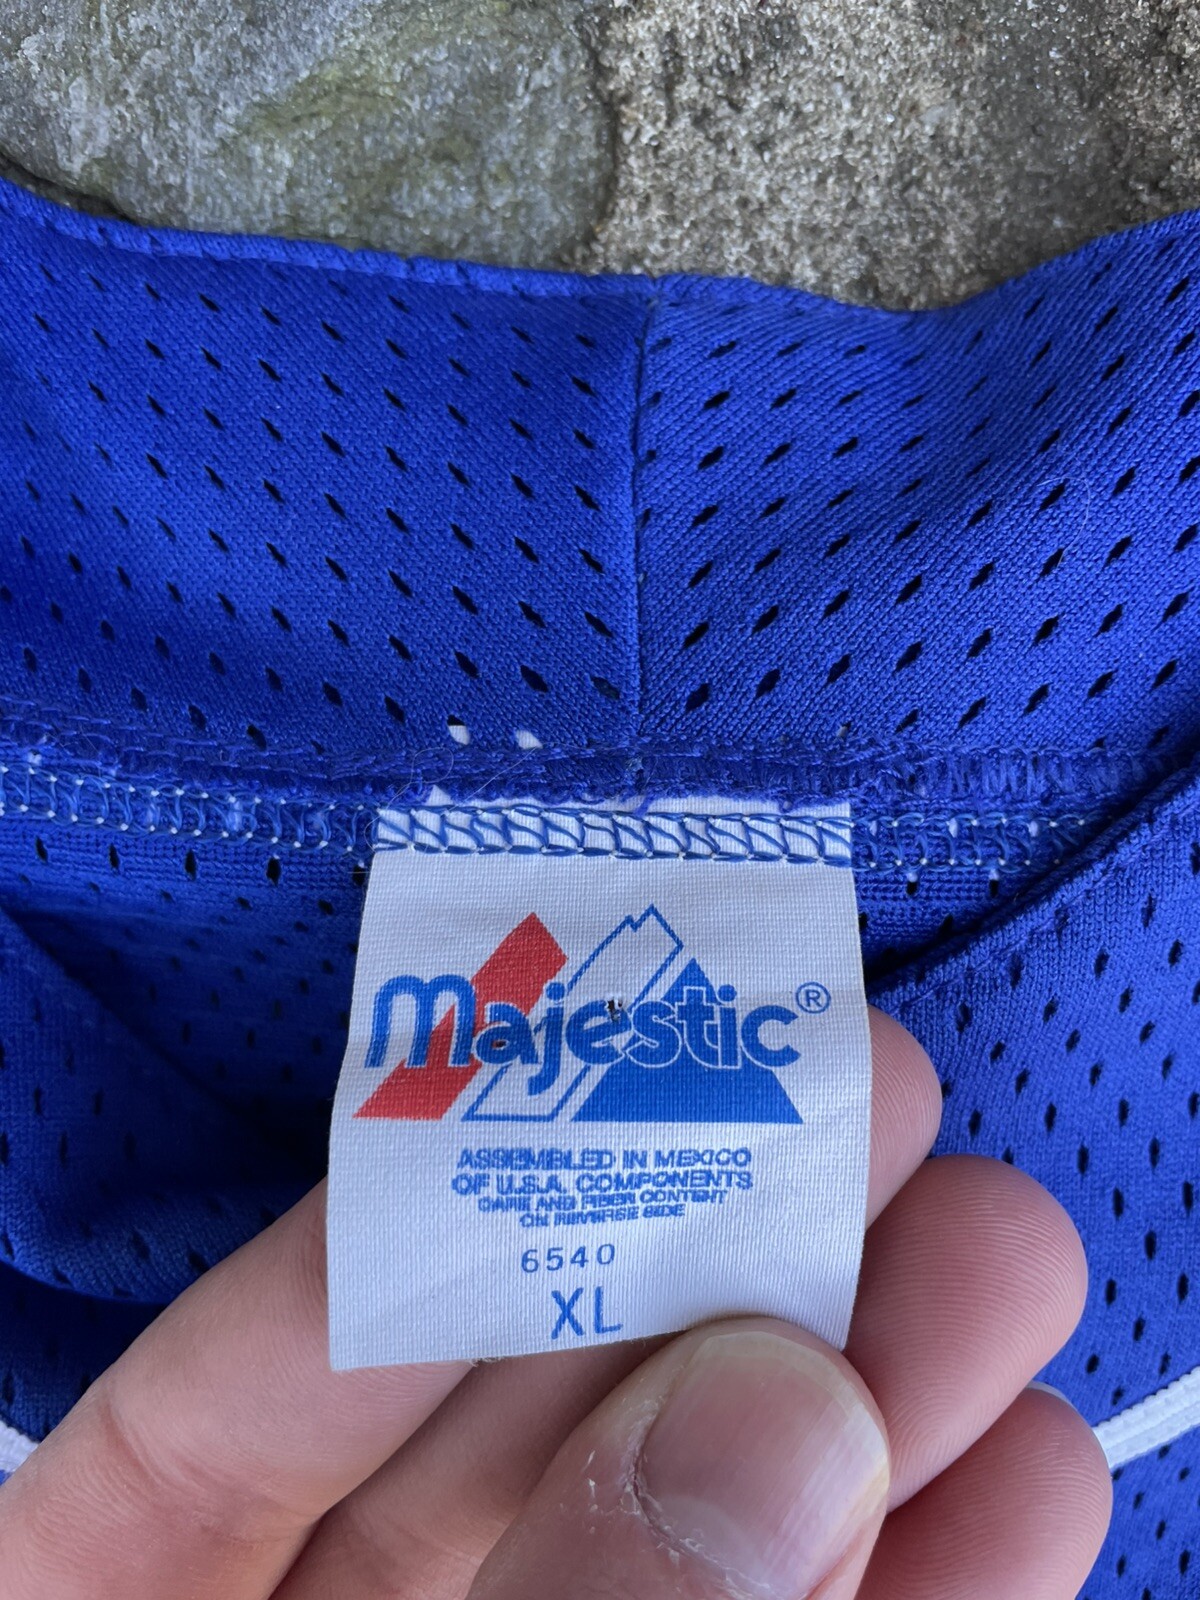 Majestic®
ASSEMBLED IN MEXICO
OF U.S.A. COMPONENTS
CARE AND FIBER CONTENT
ON REVERSE SIDE
6540
XL